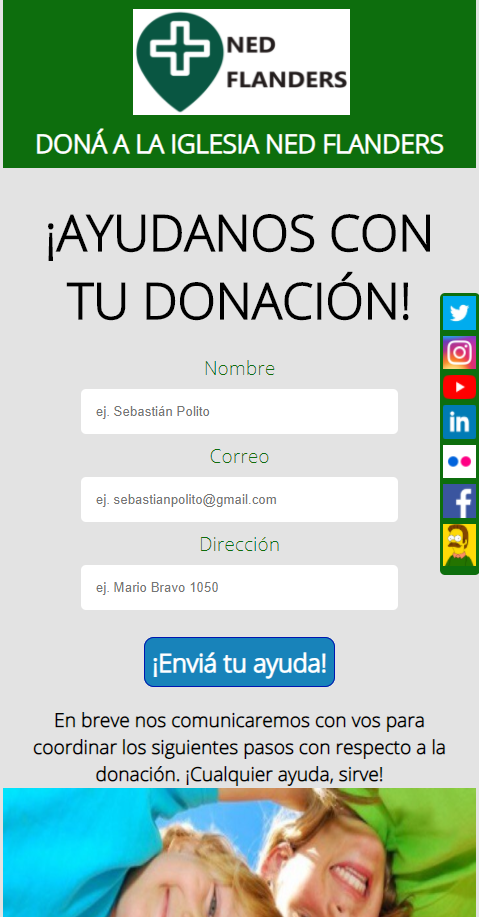 NED
FLANDERS
DONÁ A LA IGLESIA NED FLANDERS
¡AYUDANOS CON
TU DONACIÓN!
Nombre
ej. Sebastián Polito
Correo
ej. sebastianpolito@gmail.com
Dirección
ej. Mario Bravo 1050
¡Enviá tu ayuda!
En breve nos comunicaremos con vos para
coordinar los siguientes pasos con respecto a la
donación. ¡Cualquier ayuda, sirve!
in
f